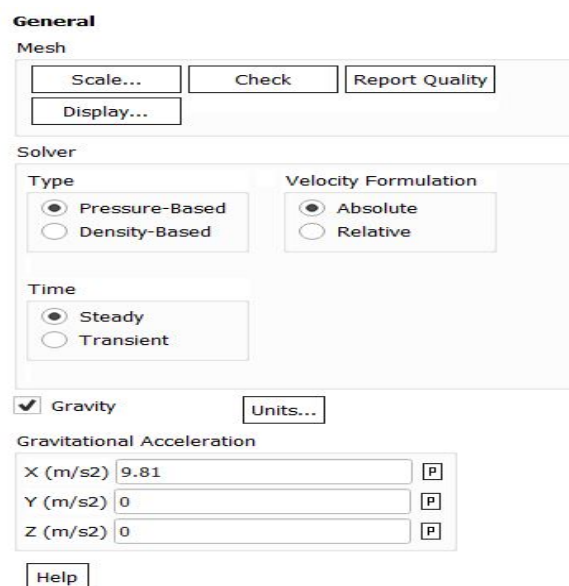 General
Mesh
Scale... Check Report Quality
Display...
Solver
Type Velocity Formulation
Pressure-Based Absolute
Density-Based Relative
Time
Steady
Transient
Gravity Units...
Gravitational Acceleration
X (m/s2) 9.81 P
Y (m/s2) 0 P
Z (m/s2) 0 P
Help